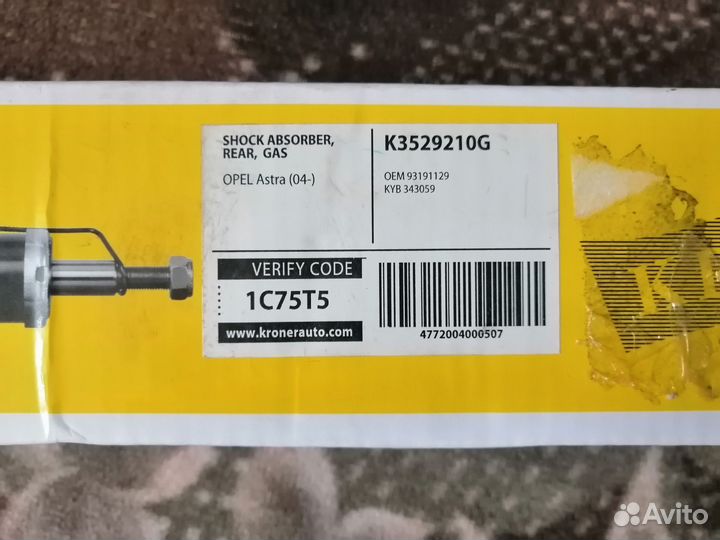 SHOCK ABSORBER,
REAR, GAS
OPEL Astra (04-)
K3529210G
OEM 93191129
KYB 343059
VERIFY CODE
1C75T5
www.kronerauto.com
4772004000507
Avito